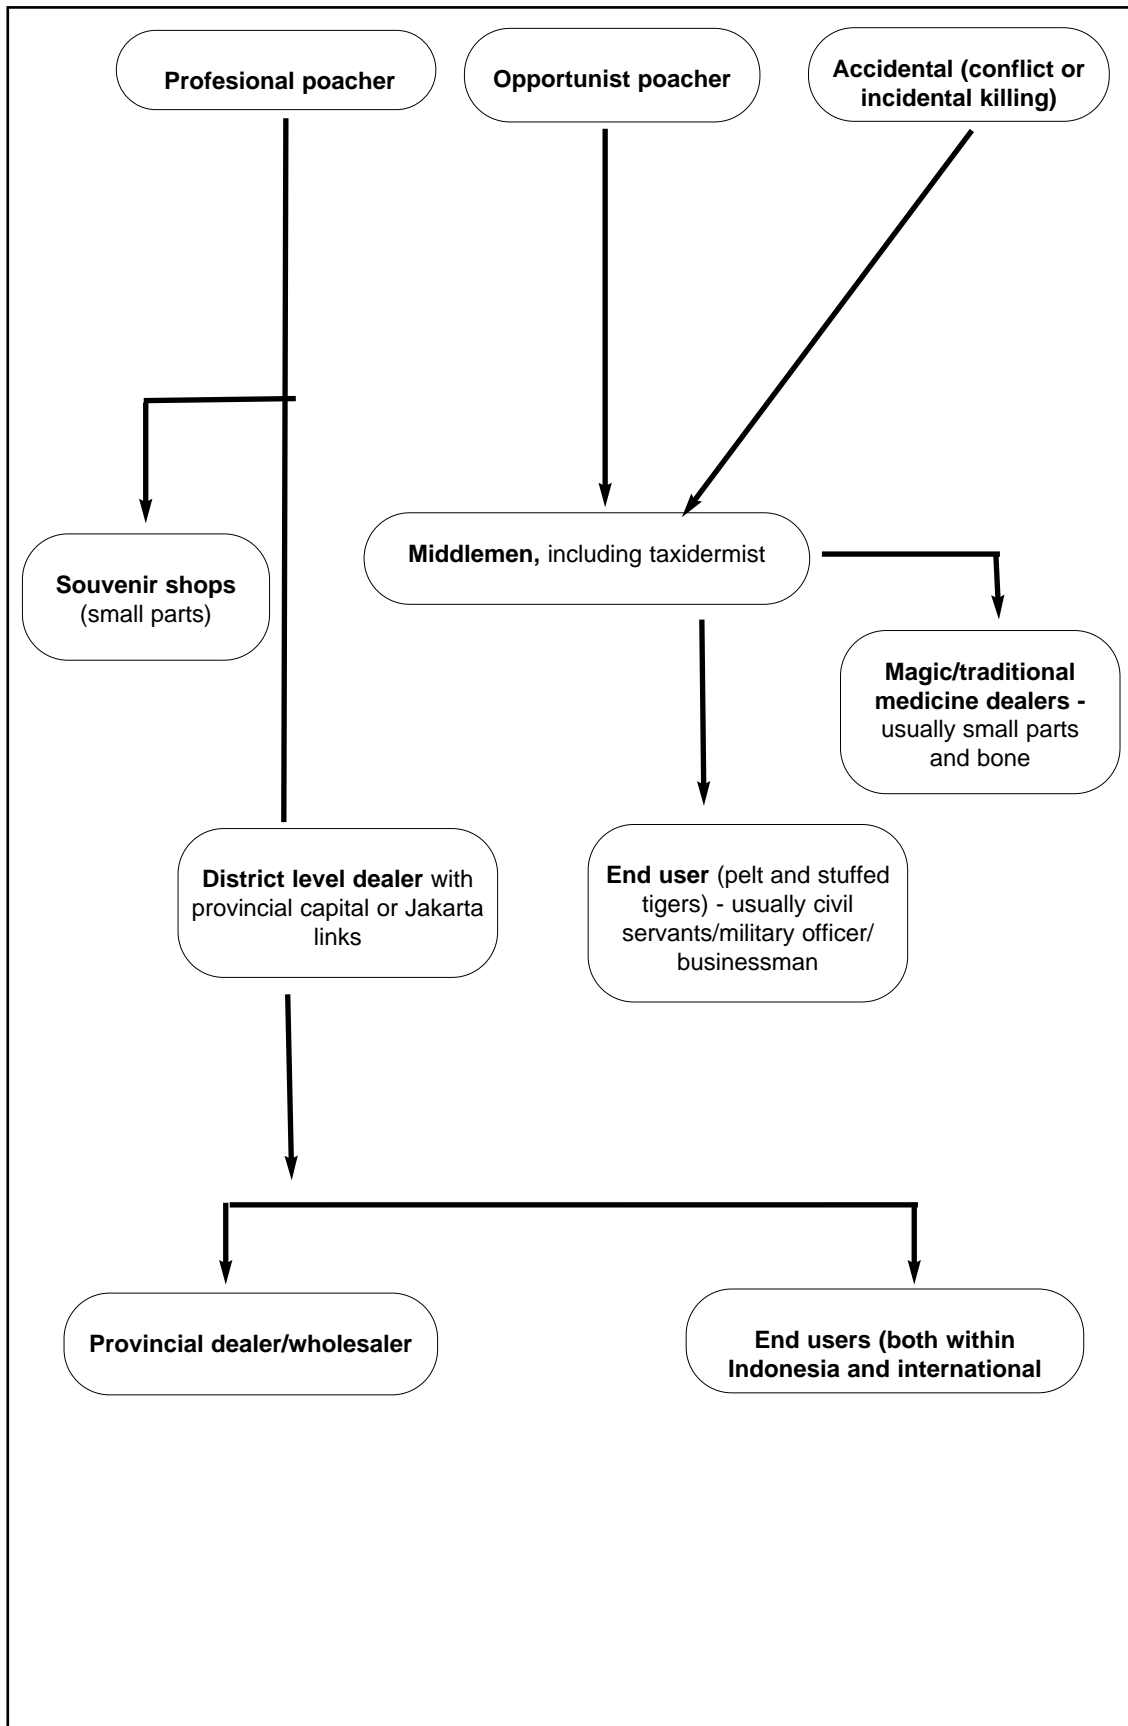 Profesional poacher
Opportunist poacher
Accidental (conflict or
incidental killing)
Middlemen, including taxidermist
Souvenir shops
(small parts)
Magic/traditional
medicine dealers -
usually small parts
and bone
District level dealer with
provincial capital or Jakarta
links
End user (pelt and stuffed
tigers) - usually civil
servants/military officer/
businessman
Provincial dealer/wholesaler
End users (both within
Indonesia and international